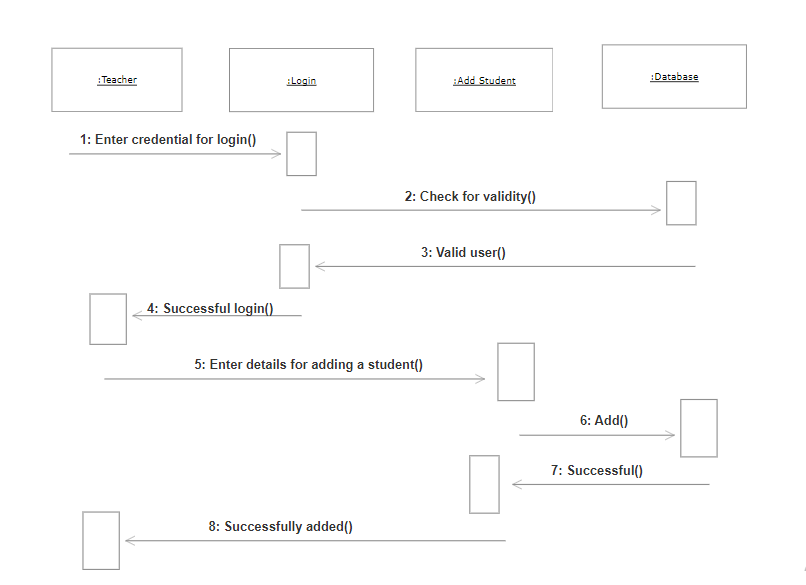 :Teacher
:Login
:Add Student
:Database
1: Enter credential for login()
2: Check for validity()
3: Valid user()
4: Successful login()
5: Enter details for adding a student()
6: Add()
7: Successful()
8: Successfully added()